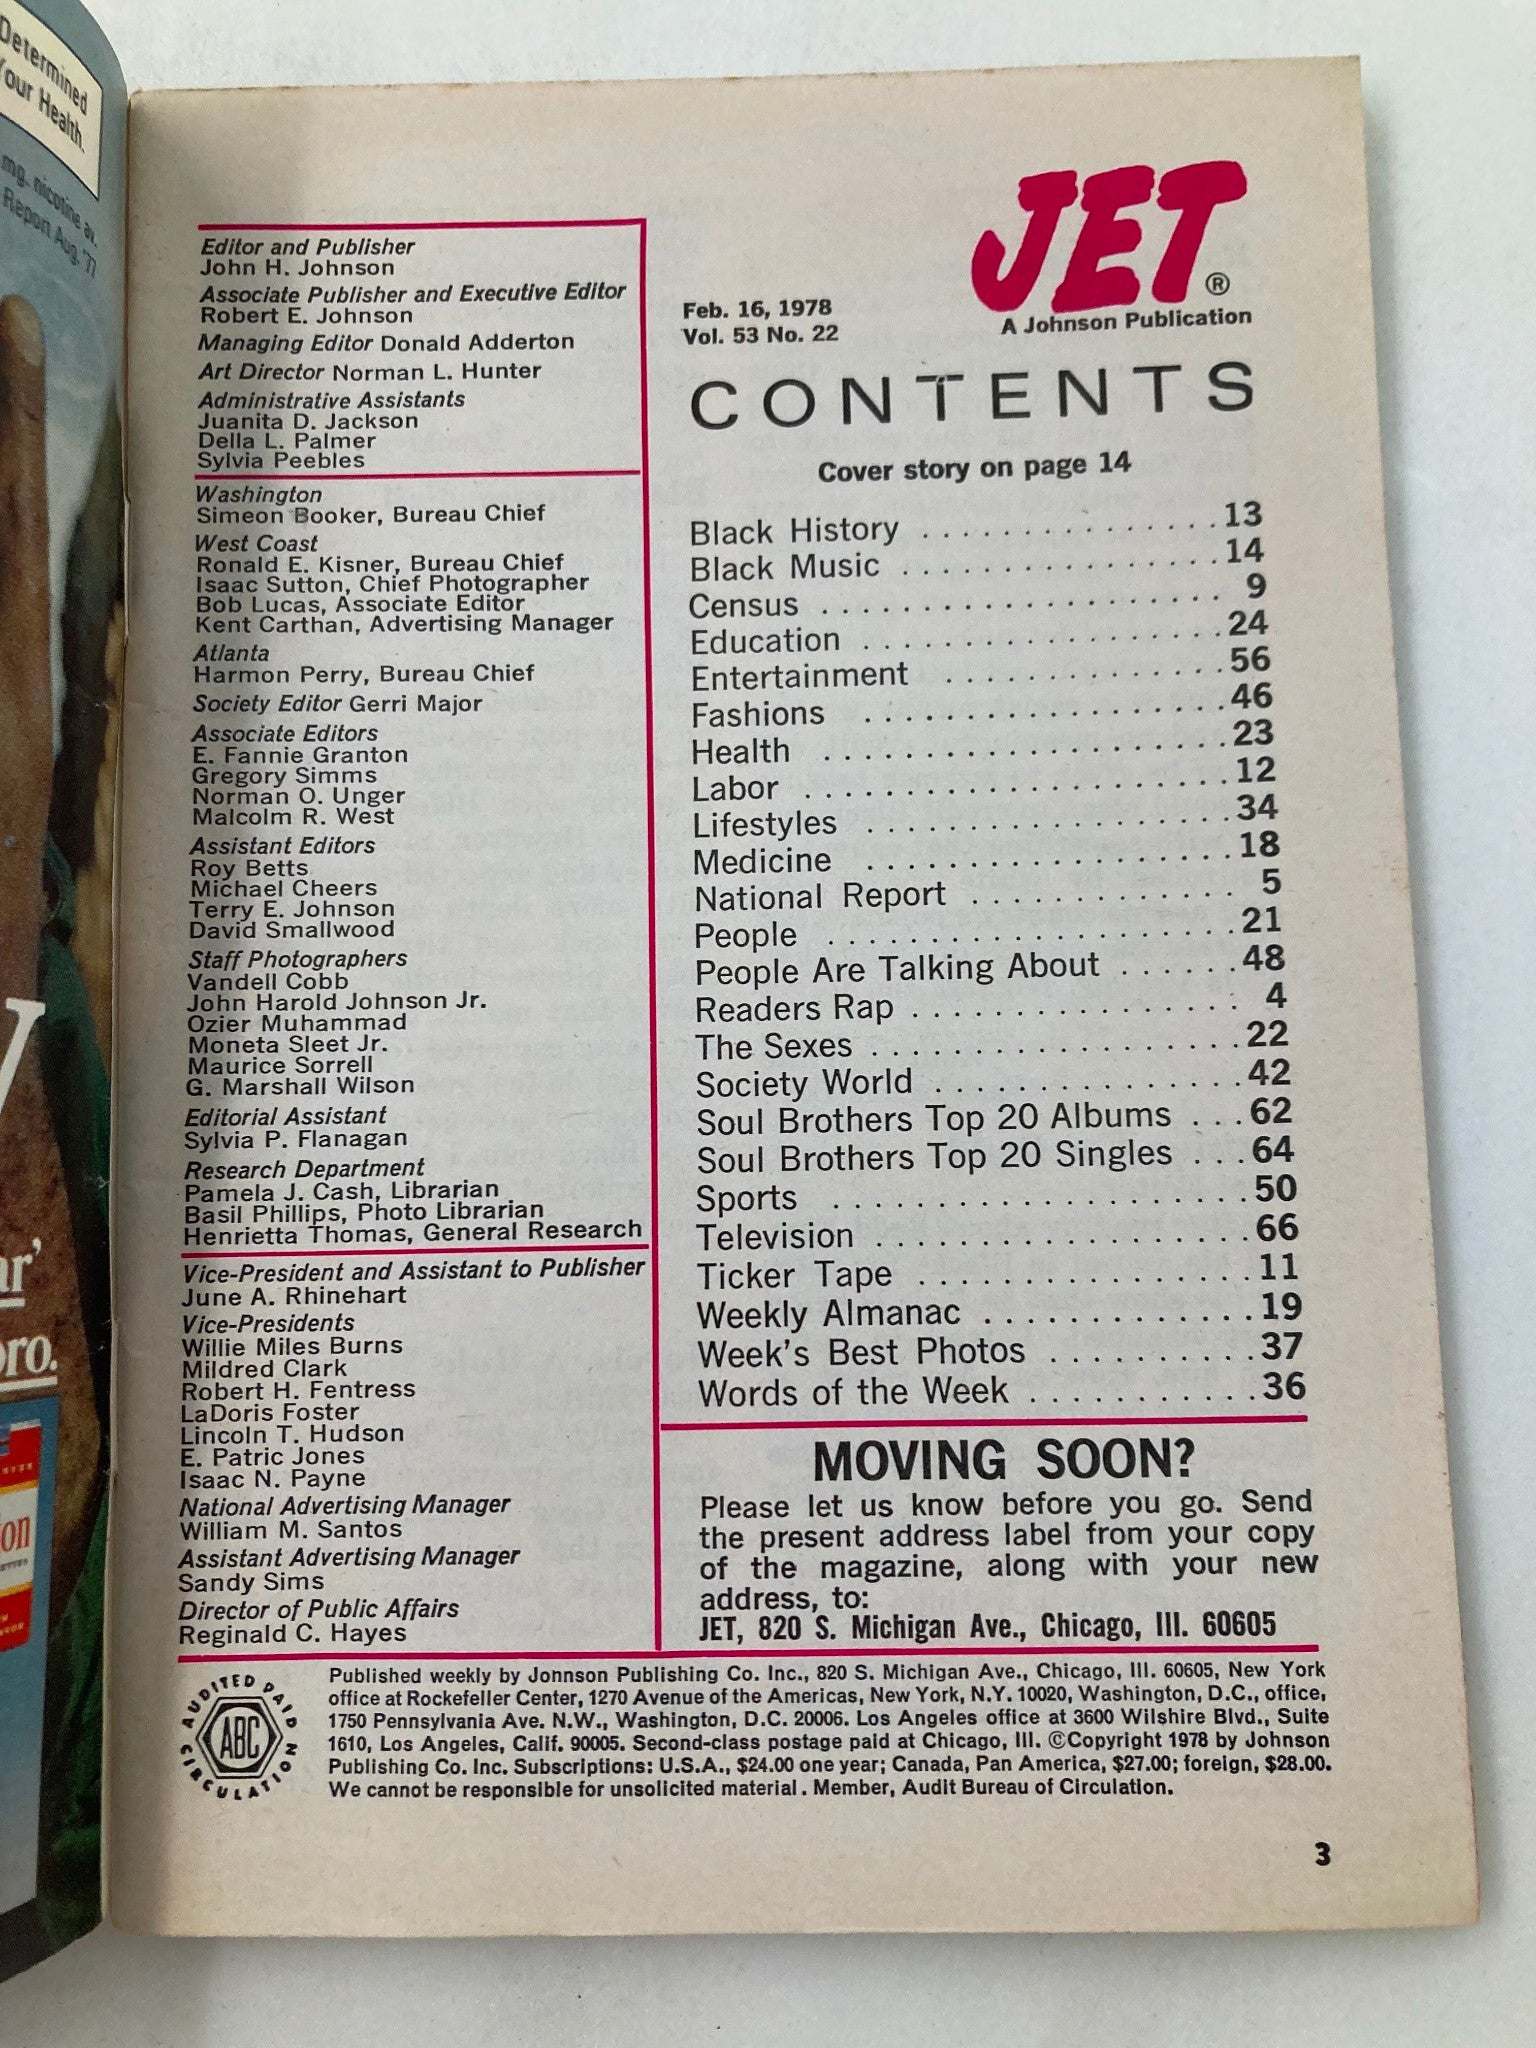 Determined
Your Health.
mg. nicotine av.
Report Aug. '77
Editor and Publisher
John H. Johnson
Associate Publisher and Executive Editor
Robert E. Johnson
Managing Editor Donald Adderton
Art Director Norman L. Hunter
Administrative Assistants
Juanita D. Jackson
Della L. Palmer
Sylvia Peebles
Washington
Simeon Booker, Bureau Chief
West Coast
Ronald E. Kisner, Bureau Chief
Isaac Sutton, Chief Photographer
Bob Lucas, Associate Editor
Kent Carthan, Advertising Manager
Atlanta
Harmon Perry, Bureau Chief
Society Editor Gerri Major
Associate Editors
E. Fannie Granton
Gregory Simms
Norman O. Unger
Malcolm R. West
Assistant Editors
Roy Betts
Michael Cheers
Terry E. Johnson
David Smallwood
Staff Photographers
Vandell Cobb
John Harold Johnson Jr.
Ozier Muhammad
Moneta Sleet Jr.
Maurice Sorrell
G. Marshall Wilson
Editorial Assistant
Sylvia P. Flanagan
Research Department
Pamela J. Cash, Librarian
Basil Phillips, Photo Librarian
Henrietta Thomas, General Research
Vice-President and Assistant to Publisher
June A. Rhinehart
Vice-Presidents
Willie Miles Burns
Mildred Clark
Robert H. Fentress
LaDoris Foster
Lincoln T. Hudson
E. Patric Jones
Isaac N. Payne
National Advertising Manager
William M. Santos
Assistant Advertising Manager
Sandy Sims
Director of Public Affairs
Reginald C. Hayes
JET®
A Johnson Publication
Feb. 16, 1978
Vol. 53 No. 22
CONTENTS
Cover story on page 14
Black History . . . . . . . . . . . . . . . 13
Black Music . . . . . . . . . . . . . . . . 14
Census . . . . . . . . . . . . . . . . . . . 9
Education . . . . . . . . . . . . . . . . . 24
Entertainment . . . . . . . . . . . . . . 56
Fashions . . . . . . . . . . . . . . . . . 46
Health . . . . . . . . . . . . . . . . . . . 23
Labor . . . . . . . . . . . . . . . . . . . . 12
Lifestyles . . . . . . . . . . . . . . . . . 34
Medicine . . . . . . . . . . . . . . . . . 18
National Report . . . . . . . . . . . . . 5
People . . . . . . . . . . . . . . . . . . . 21
People Are Talking About . . . . . . 48
Readers Rap . . . . . . . . . . . . . . . 4
The Sexes . . . . . . . . . . . . . . . . . 22
Society World . . . . . . . . . . . . . . 42
Soul Brothers Top 20 Albums . . . 62
Soul Brothers Top 20 Singles . . . 64
Sports . . . . . . . . . . . . . . . . . . . 50
Television . . . . . . . . . . . . . . . . . 66
Ticker Tape . . . . . . . . . . . . . . . 11
Weekly Almanac . . . . . . . . . . . . 19
Week's Best Photos . . . . . . . . . . 37
Words of the Week . . . . . . . . . . . 36
MOVING SOON?
Please let us know before you go. Send
the present address label from your copy
of the magazine, along with your new
address, to:
JET, 820 S. Michigan Ave., Chicago, Ill. 60605
AUDITED PAID CIRCULATION
ABC
Published weekly by Jonnson Publishing Co. Inc., 820 S. Michigan Ave., Chicago, Ill. 60605, New York
office at Rockefeller Center, 1270 Avenue of the Americas, New York, N.Y. 10020, Washington, D.C., office,
1750 Pennsylvania Ave. N.W., Washington, D.C. 20006. Los Angeles office at 3600 Wilshire Blvd., Suite
1610, Los Angeles, Calif. 90005. Second-class postage paid at Chicago, Ill. ©Copyright 1978 by Johnson
Publishing Co. Inc. Subscriptions: U.S.A., $24.00 one year; Canada, Pan America, $27.00; foreign, $28.00.
We cannot be responsible for unsolicited material. Member, Audit Bureau of Circulation.
3